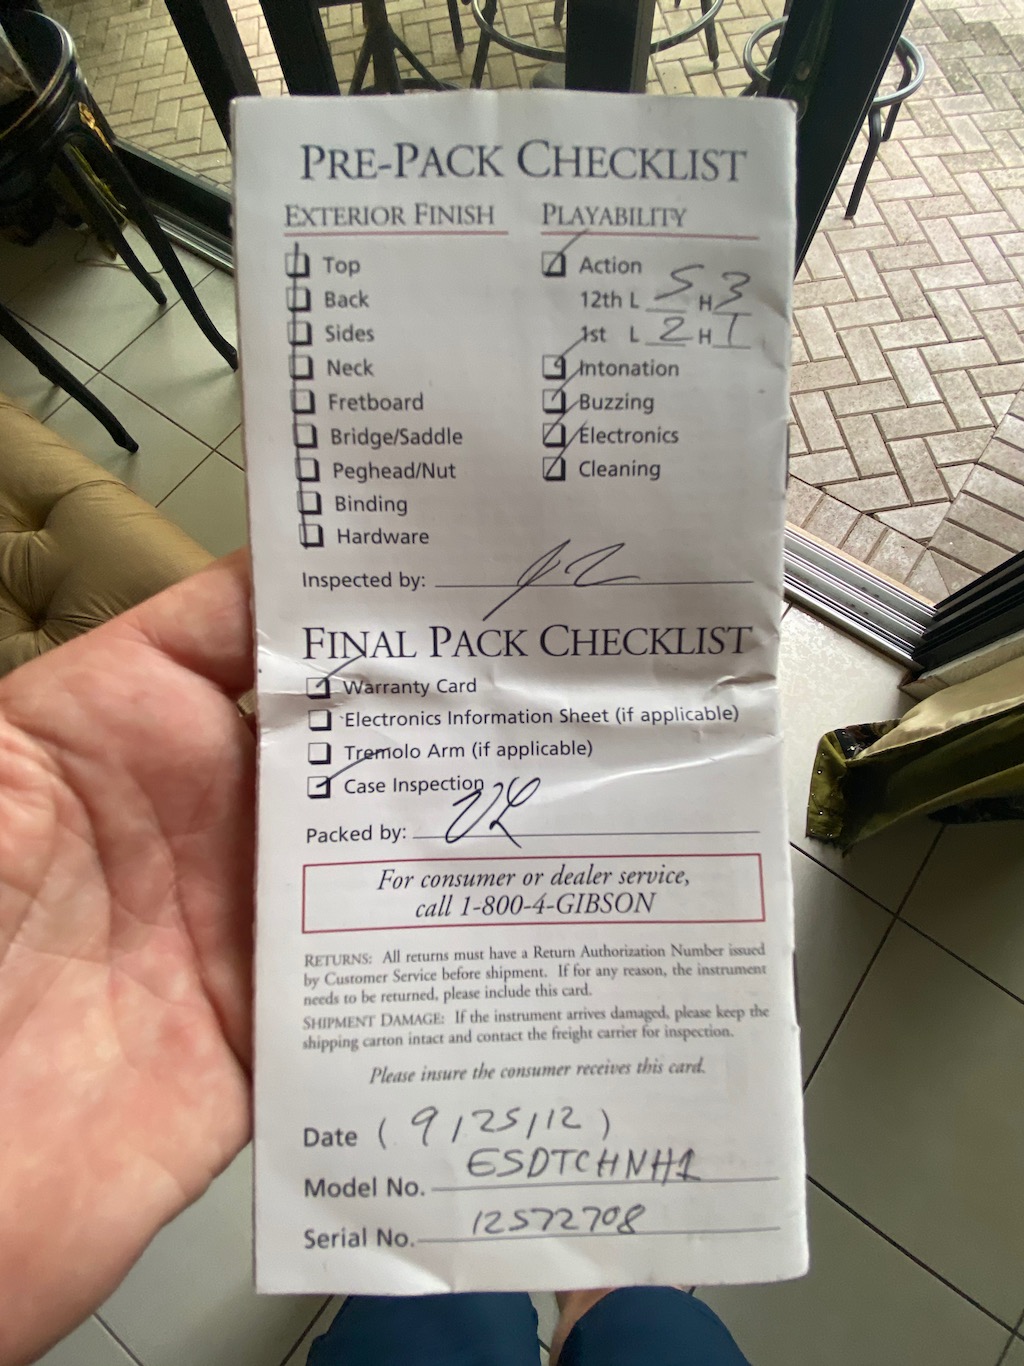 PRE-PACK CHECKLIST
EXTERIOR FINISH
Top
Back
Sides
Neck
Fretboard
Bridge/Saddle
Peghead/Nut
Binding
Hardware
PLAYABILITY
Action
12th L 5 H 3
1st L 2 H 1
Intonation
Buzzing
Electronics
Cleaning
Inspected by:
FINAL PACK CHECKLIST
Warranty Card
Electronics Information Sheet (if applicable)
Tremolo Arm (if applicable)
Case Inspection
Packed by:
For consumer or dealer service,
call 1-800-4-GIBSON
RETURNS: All returns must have a Return Authorization Number issued
by Customer Service before shipment. If for any reason, the instrument
needs to be returned, please include this card.
SHIPMENT DAMAGE: If the instrument arrives damaged, please keep the
shipping carton intact and contact the freight carrier for inspection.
Please insure the consumer receives this card.
Date ( 9/25/12 )
Model No. ESDTCHNH1
Serial No. 12572708